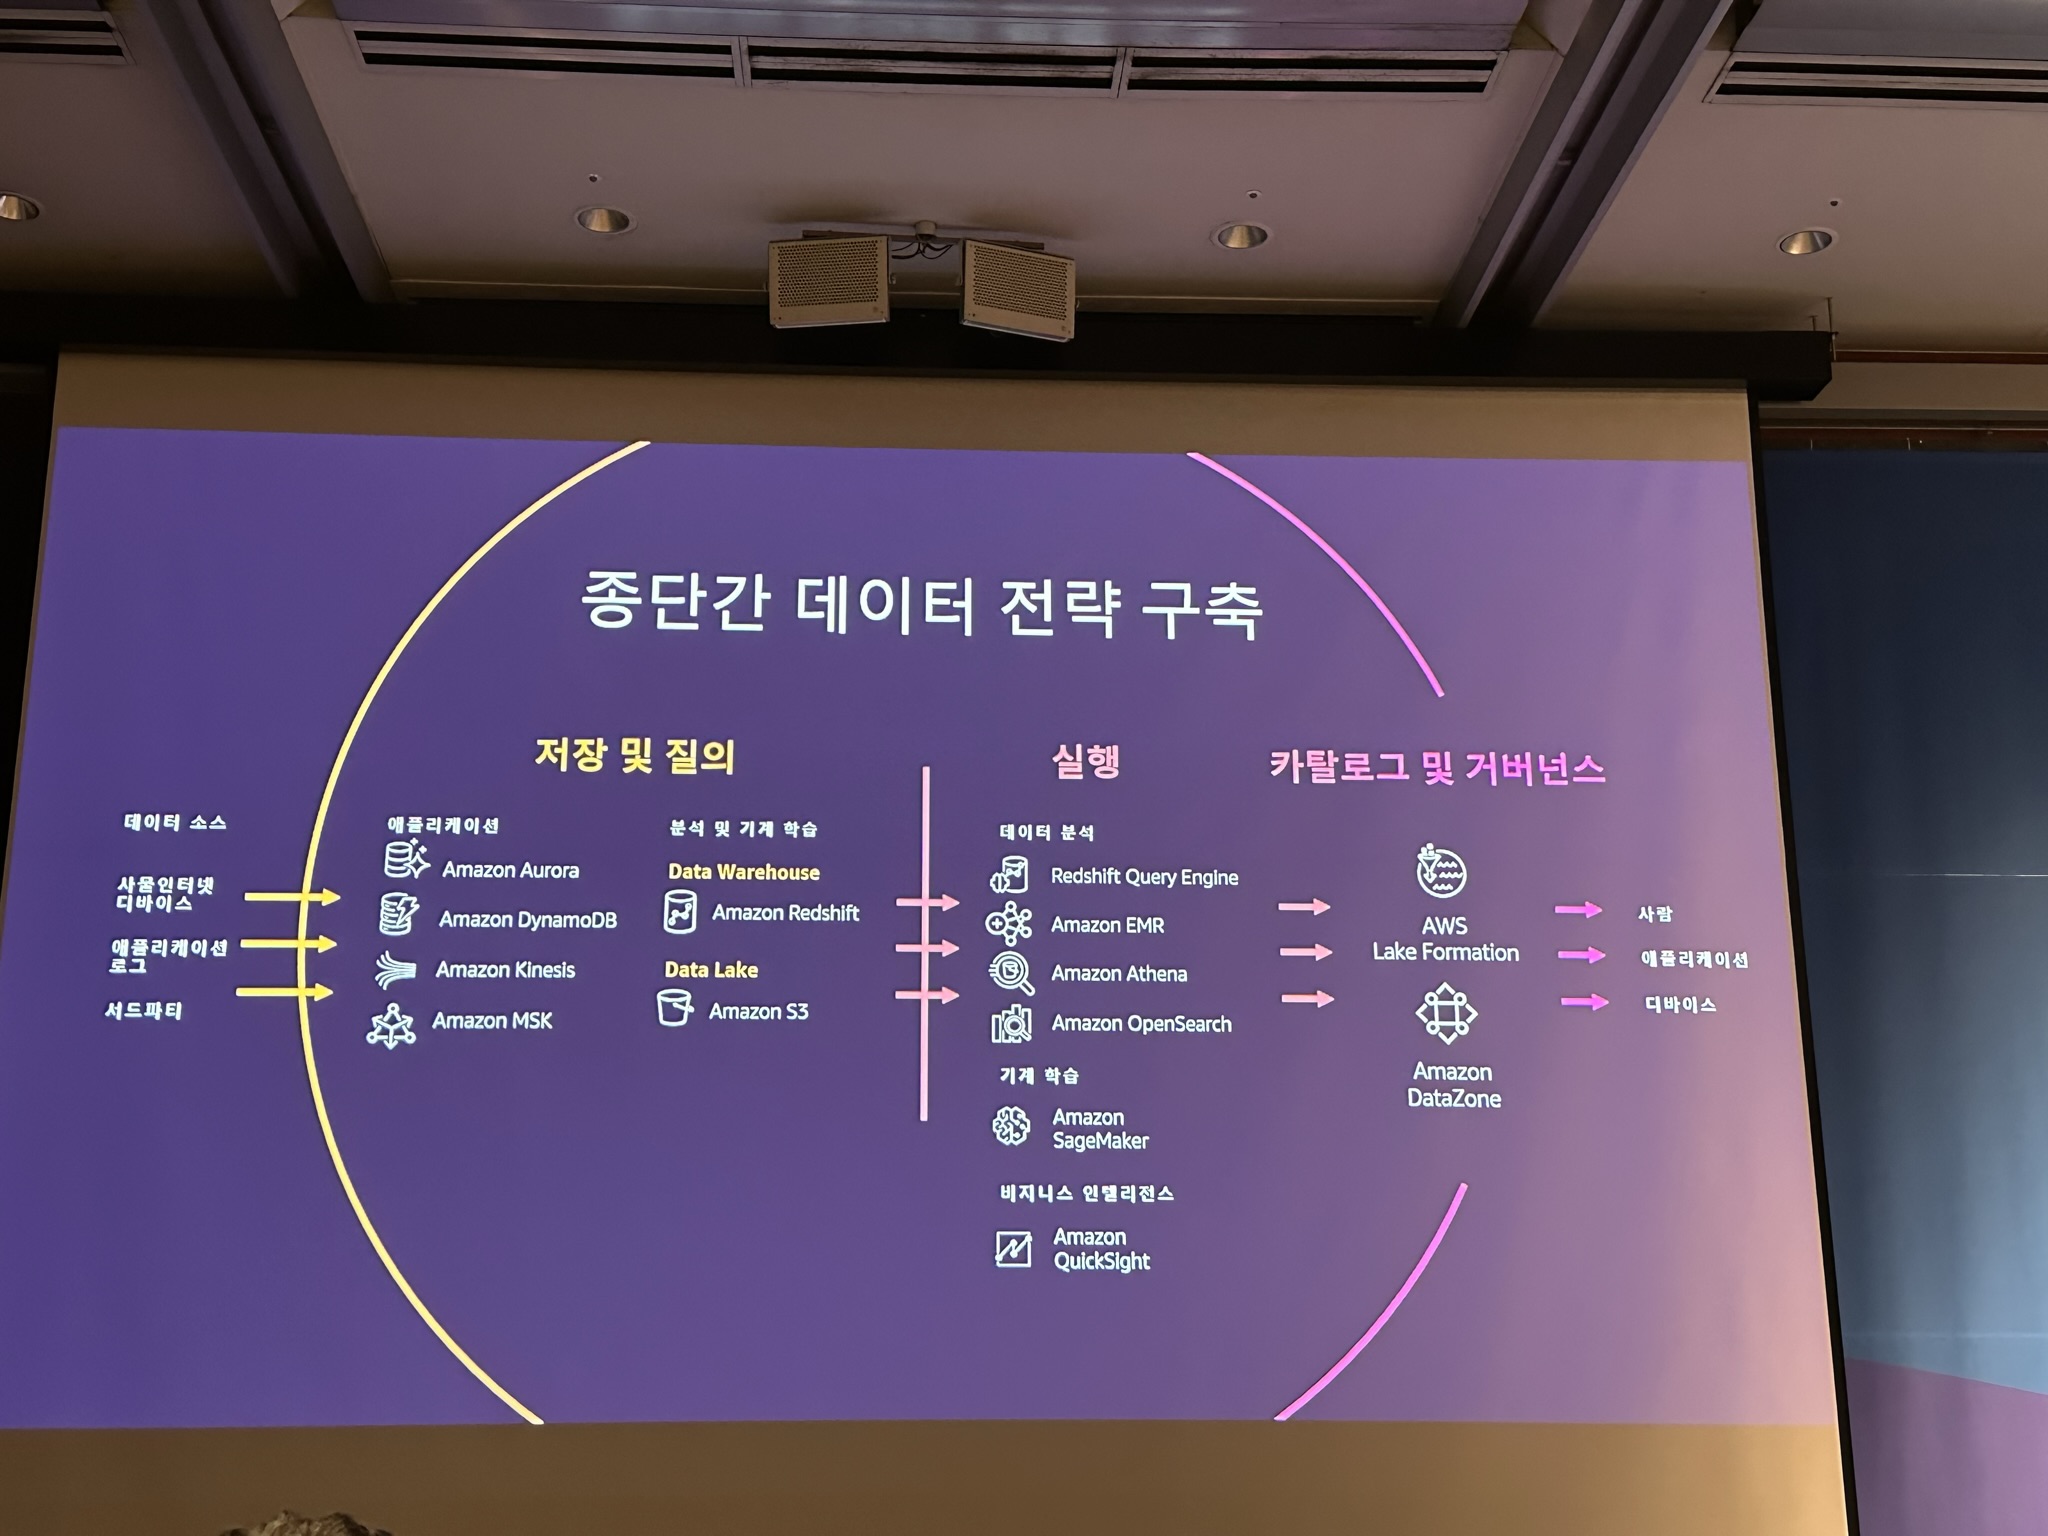 종단간 데이터 전략 구축
데이터 소스
사물인터넷
디바이스
애플리케이션
로그
서드파티
저장 및 질의
애플리케이션
Amazon Aurora
Amazon DynamoDB
Amazon Kinesis
Amazon MSK
분석 및 기계 학습
Data Warehouse
Amazon Redshift
Data Lake
Amazon S3
실행
데이터 분석
Redshift Query Engine
Amazon EMR
Amazon Athena
Amazon OpenSearch
기계 학습
Amazon
SageMaker
비지니스 인텔리전스
Amazon
QuickSight
카탈로그 및 거버넌스
AWS
Lake Formation
Amazon
DataZone
사람
애플리케이션
디바이스